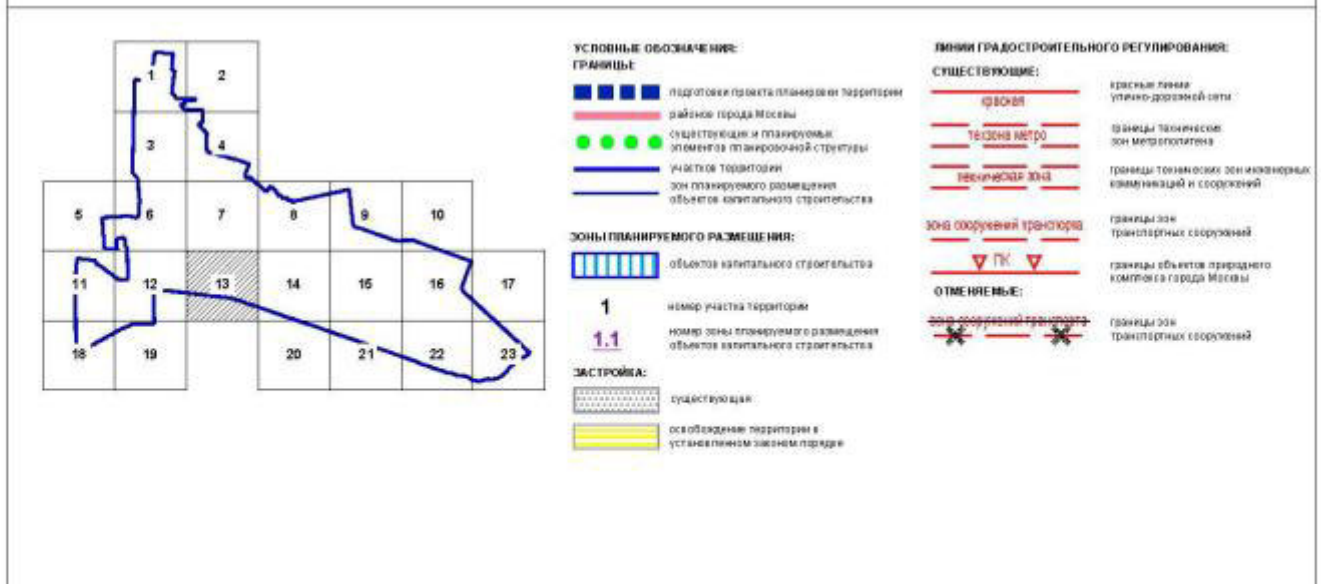 1 2
3 4
5 6 7 8 9 10
11 12 13 14 15 16 17
18 19 20 21 22 23
УСЛОВНЫЕ ОБОЗНАЧЕНИЯ:
ГРАНИЦЫ:
подготовки проекта планировки территории
районов города Москвы
существующих и планируемых
элементов планировочной структуры
участков территории
зон планируемого размещения
объектов капитального строительства
ЗОНЫ ПЛАНИРУЕМОГО РАЗМЕЩЕНИЯ:
объектов капитального строительства
1
номер участка территории
1.1
номер зоны планируемого размещения
объектов капитального строительства
ЗАСТРОЙКА:
существующая
освобождение территории в
установленном законом порядке
ЛИНИИ ГРАДОСТРОИТЕЛЬНОГО РЕГУЛИРОВАНИЯ:
СУЩЕСТВУЮЩИЕ:
красная
красные линии
улично-дорожной сети
техзона метро
границы технических
зон метрополитена
техническая зона
границы технических зон инженерных
коммуникаций и сооружений
зона сооружений транспорта
границы зон
транспортных сооружений
ПК
границы объектов природного
комплекса города Москвы
ОТМЕНЯЕМЫЕ:
зона сооружений транспорта
границы зон
транспортных сооружений